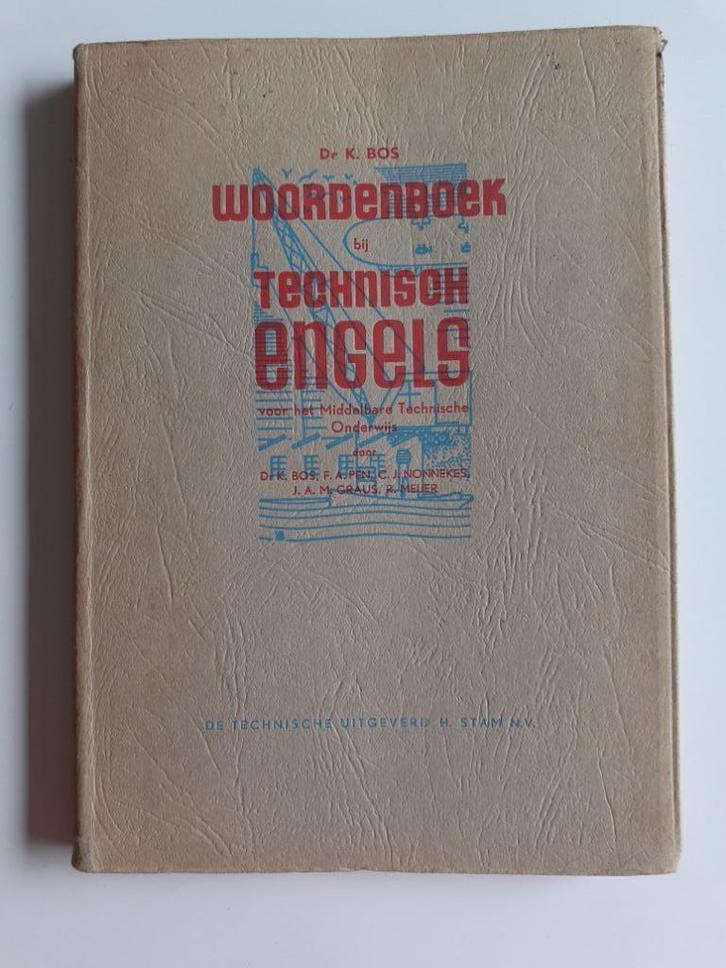 Dr K. BOS
WOORDENBOEK
bij
TECHNISCH
ENGELS
voor het Middelbare Technische
Onderwijs
door
Dr K. BOS, F. A. PEN, C. J. NONNEKES,
J. A. M. GRAUS, R. MEIJER
DE TECHNISCHE UITGEVERIJ H. STAM N.V.